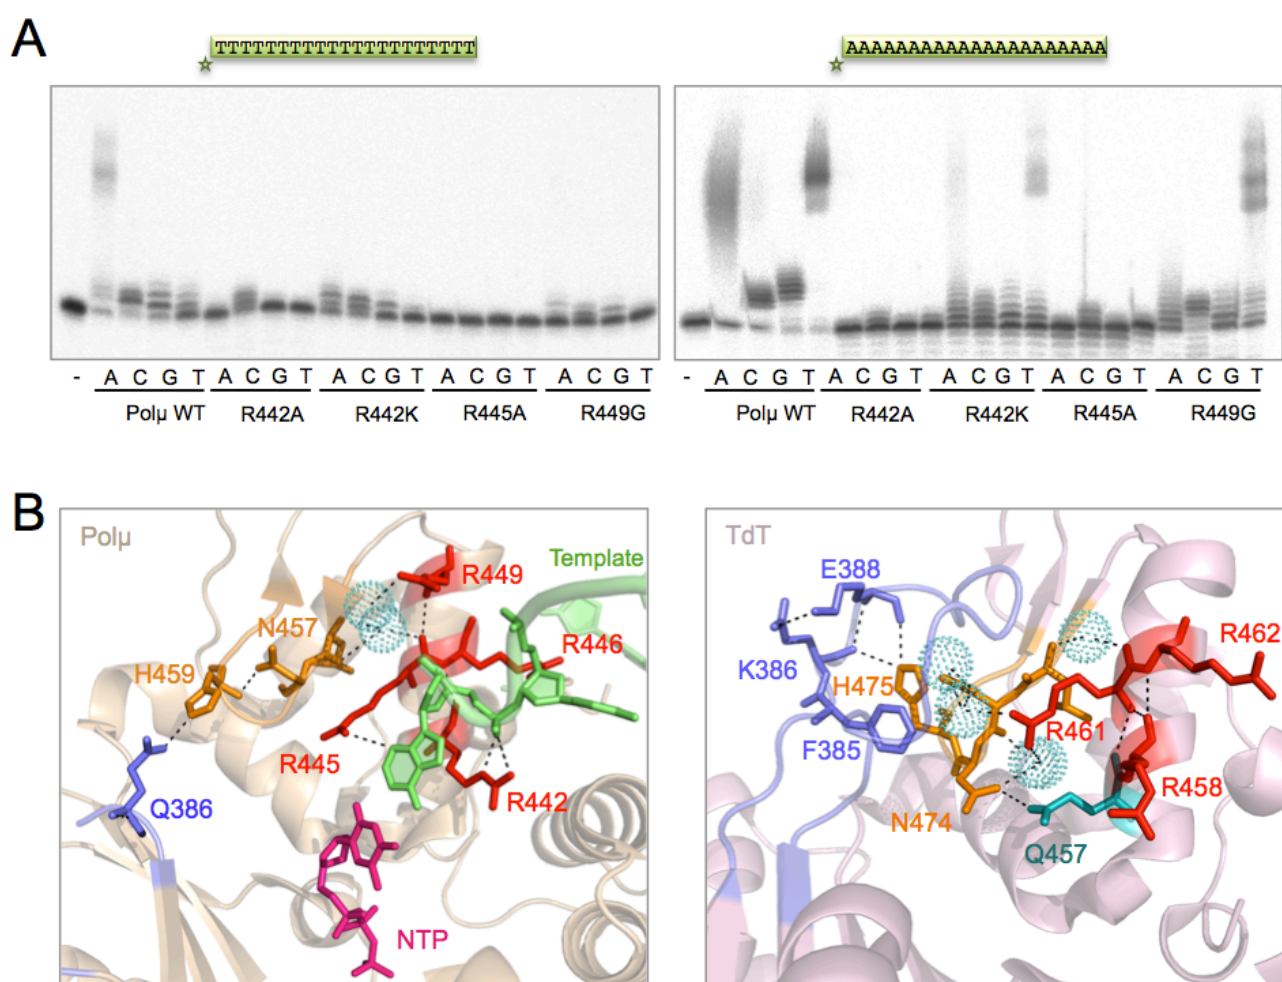 A
TTTTTTTTTTTTTTTTTTTTT
AAAAAAAAAAAAAAAAAAAAA
- A C G T A C G T A C G T A C G T A C G T
Polμ WT R442A R442K R445A R449G
- A C G T A C G T A C G T A C G T A C G T
Polμ WT R442A R442K R445A R449G
B
Polμ
Template
R449
N457
R446
H459
R445
R442
Q386
NTP
TdT
E388
R462
K386
H475
R461
F385
R458
N474
Q457